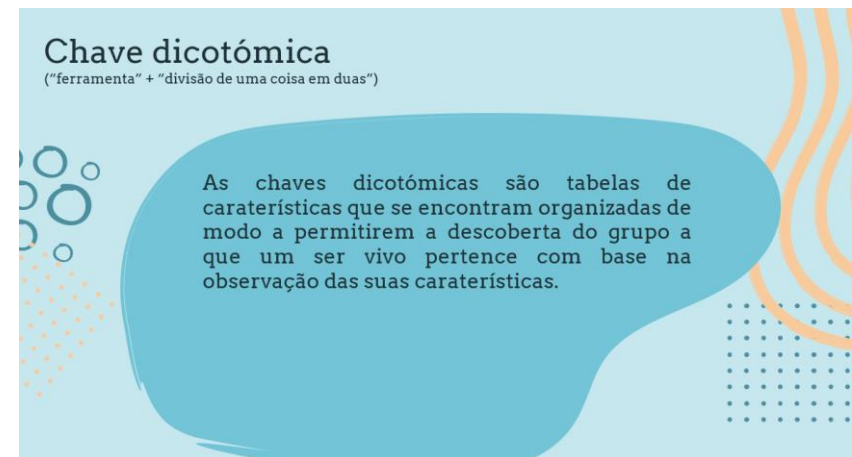 Chave dicotómica
(“ferramenta” + “divisão de uma coisa em duas”)
As chaves dicotómicas são tabelas de
caraterísticas que se encontram organizadas de
modo a permitirem a descoberta do grupo a
que um ser vivo pertence com base na
observação das suas caraterísticas.